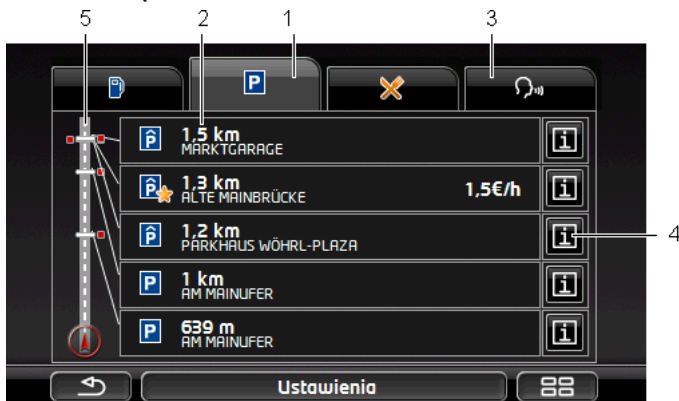 5 2 1 3
P
1,5 km
MARKTGARAGE
1,3 km
ALTE MAINBRÜCKE
1,5€/h
1,2 km
PARKHAUS WÖHRL-PLAZA
4
P 1 km
AM MAINUFER
P 639 m
AM MAINUFER
Ustawienia